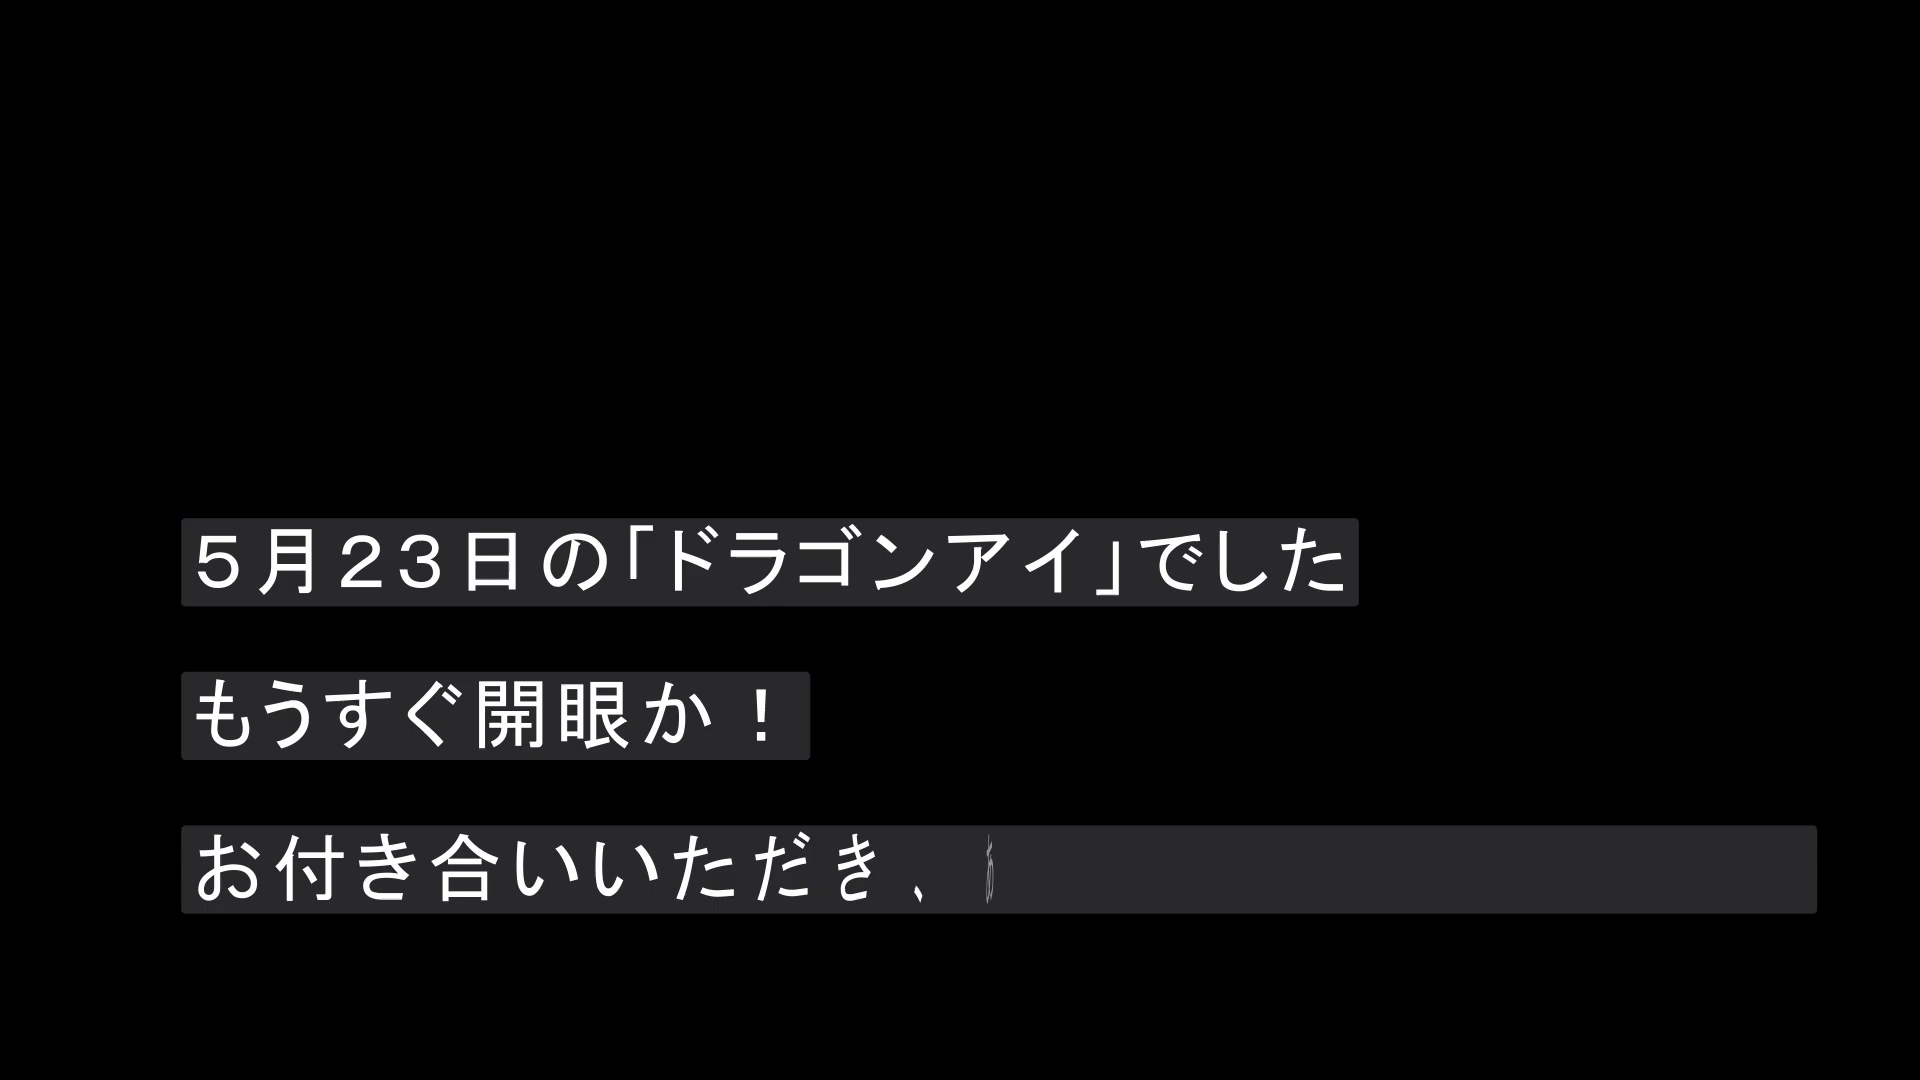 ５月２３日の「ドラゴンアイ」でした
もうすぐ開眼か！
お付き合いいただき、